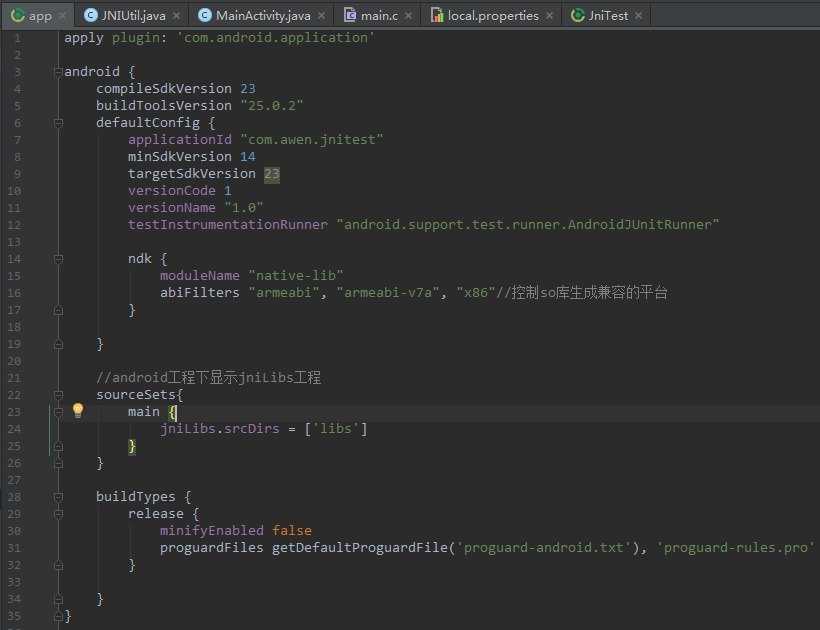 app JNIUtil.java MainActivity.java main.c local.properties JniTest
1 apply plugin: 'com.android.application'
2
3 android {
4 compileSdkVersion 23
5 buildToolsVersion "25.0.2"
6 defaultConfig {
7 applicationId "com.awen.jnitest"
8 minSdkVersion 14
9 targetSdkVersion 23
10 versionCode 1
11 versionName "1.0"
12 testInstrumentationRunner "android.support.test.runner.AndroidJUnitRunner"
13
14 ndk {
15 moduleName "native-lib"
16 abiFilters "armeabi", "armeabi-v7a", "x86"//控制so库生成兼容的平台
17 }
18
19 }
20
21 //android工程下显示jniLibs工程
22 sourceSets{
23 main {
24 jniLibs.srcDirs = ['libs']
25 }
26 }
27
28 buildTypes {
29 release {
30 minifyEnabled false
31 proguardFiles getDefaultProguardFile('proguard-android.txt'), 'proguard-rules.pro'
32 }
33
34 }
35 }